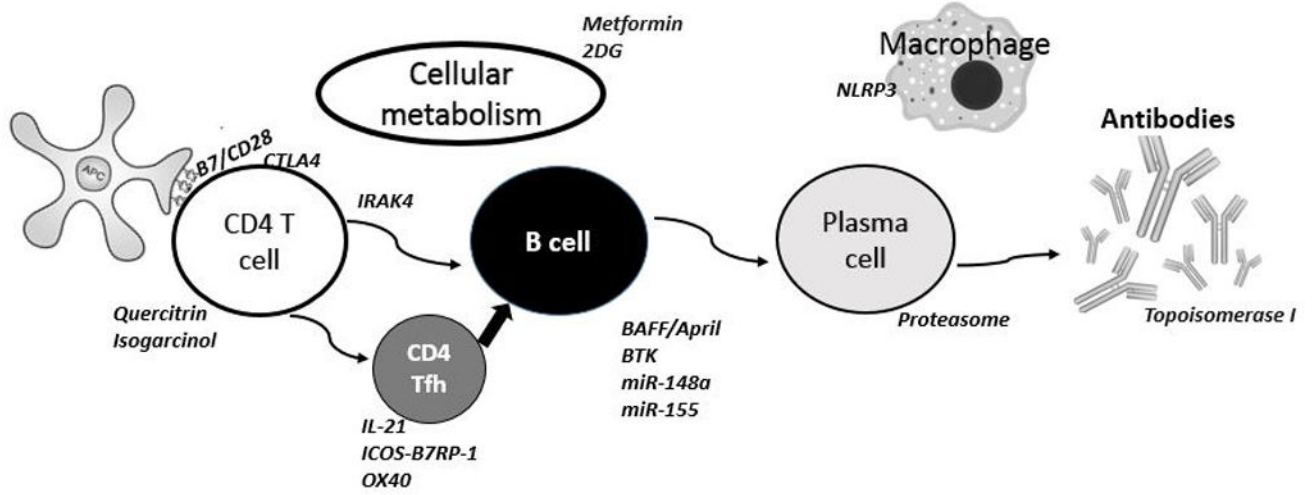 Metformin
2DG
Cellular
metabolism
Macrophage
NLRP3
Antibodies
APC
B7/CD28
CTLA4
CD4 T
cell
IRAK4
B cell
Plasma
cell
Quercitrin
Isogarcinol
CD4
Tfh
BAFF/April
BTK
miR-148a
miR-155
Proteasome
Topoisomerase I
IL-21
ICOS-B7RP-1
OX40